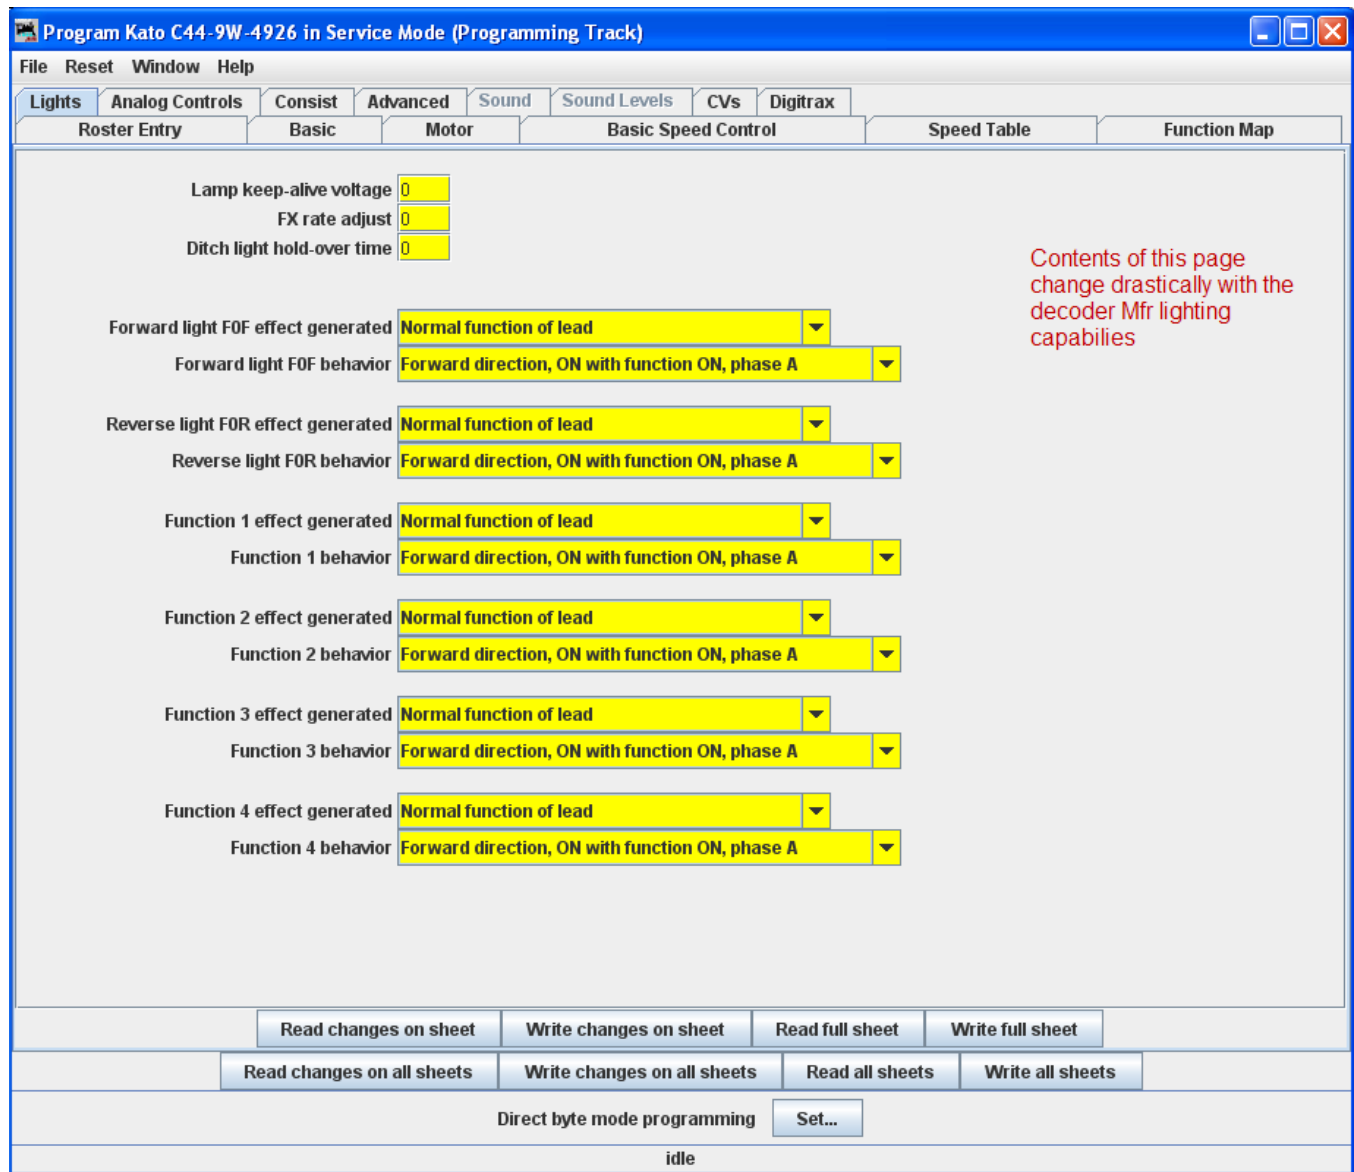 Program Kato C44-9W-4926 in Service Mode (Programming Track)
File Reset Window Help
Lights Analog Controls Consist Advanced Sound Sound Levels CVs Digitrax
Roster Entry Basic Motor Basic Speed Control Speed Table Function Map
Lamp keep-alive voltage 0
FX rate adjust 0
Ditch light hold-over time 0
Contents of this page
change drastically with the
decoder Mfr lighting
capabilies
Forward light F0F effect generated Normal function of lead
Forward light F0F behavior Forward direction, ON with function ON, phase A
Reverse light F0R effect generated Normal function of lead
Reverse light F0R behavior Forward direction, ON with function ON, phase A
Function 1 effect generated Normal function of lead
Function 1 behavior Forward direction, ON with function ON, phase A
Function 2 effect generated Normal function of lead
Function 2 behavior Forward direction, ON with function ON, phase A
Function 3 effect generated Normal function of lead
Function 3 behavior Forward direction, ON with function ON, phase A
Function 4 effect generated Normal function of lead
Function 4 behavior Forward direction, ON with function ON, phase A
Read changes on sheet Write changes on sheet Read full sheet Write full sheet
Read changes on all sheets Write changes on all sheets Read all sheets Write all sheets
Direct byte mode programming Set...
idle